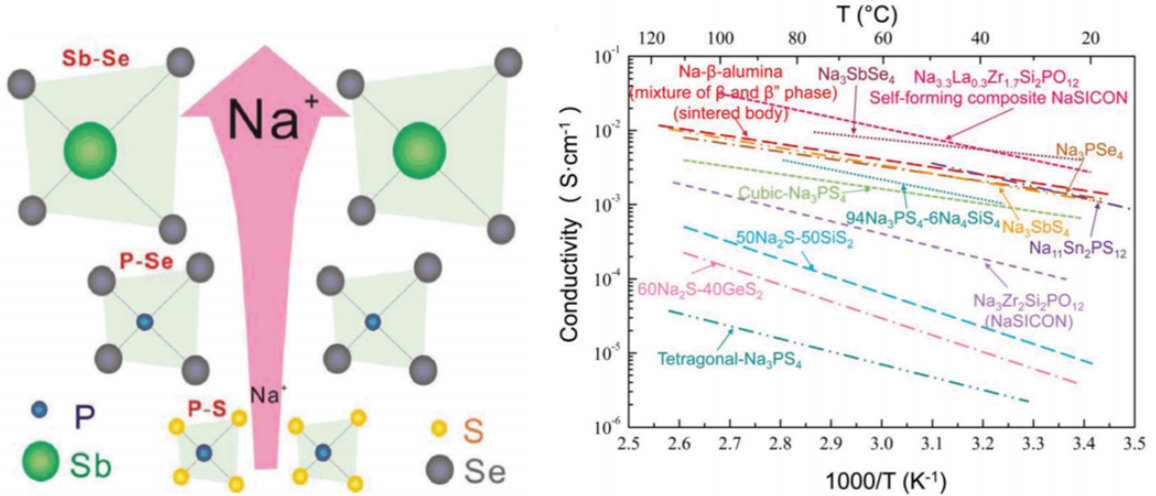 Sb-Se
Na+
P-Se
Na+
P-S
P
Sb
S
Se
T (°C)
120 100 80 60 40 20
Conductivity ( S·cm-1)
10-1
10-2
10-3
10-4
10-5
10-6
Na-β-alumina
(mixture of β and β" phase)
(sintered body)
Na3SbSe4
Na3.3La0.3Zr1.7Si2PO12
Self-forming composite NaSICON
Na3PSe4
Cubic-Na3PS4
94Na3PS4-6Na4SiS4
Na3SbS4
Na11Sn2PS12
50Na2S-50SiS2
60Na2S-40GeS2
Na3Zr2Si2PO12
(NaSICON)
Tetragonal-Na3PS4
2.5 2.6 2.7 2.8 2.9 3.0 3.1 3.2 3.3 3.4 3.5
1000/T (K-1)